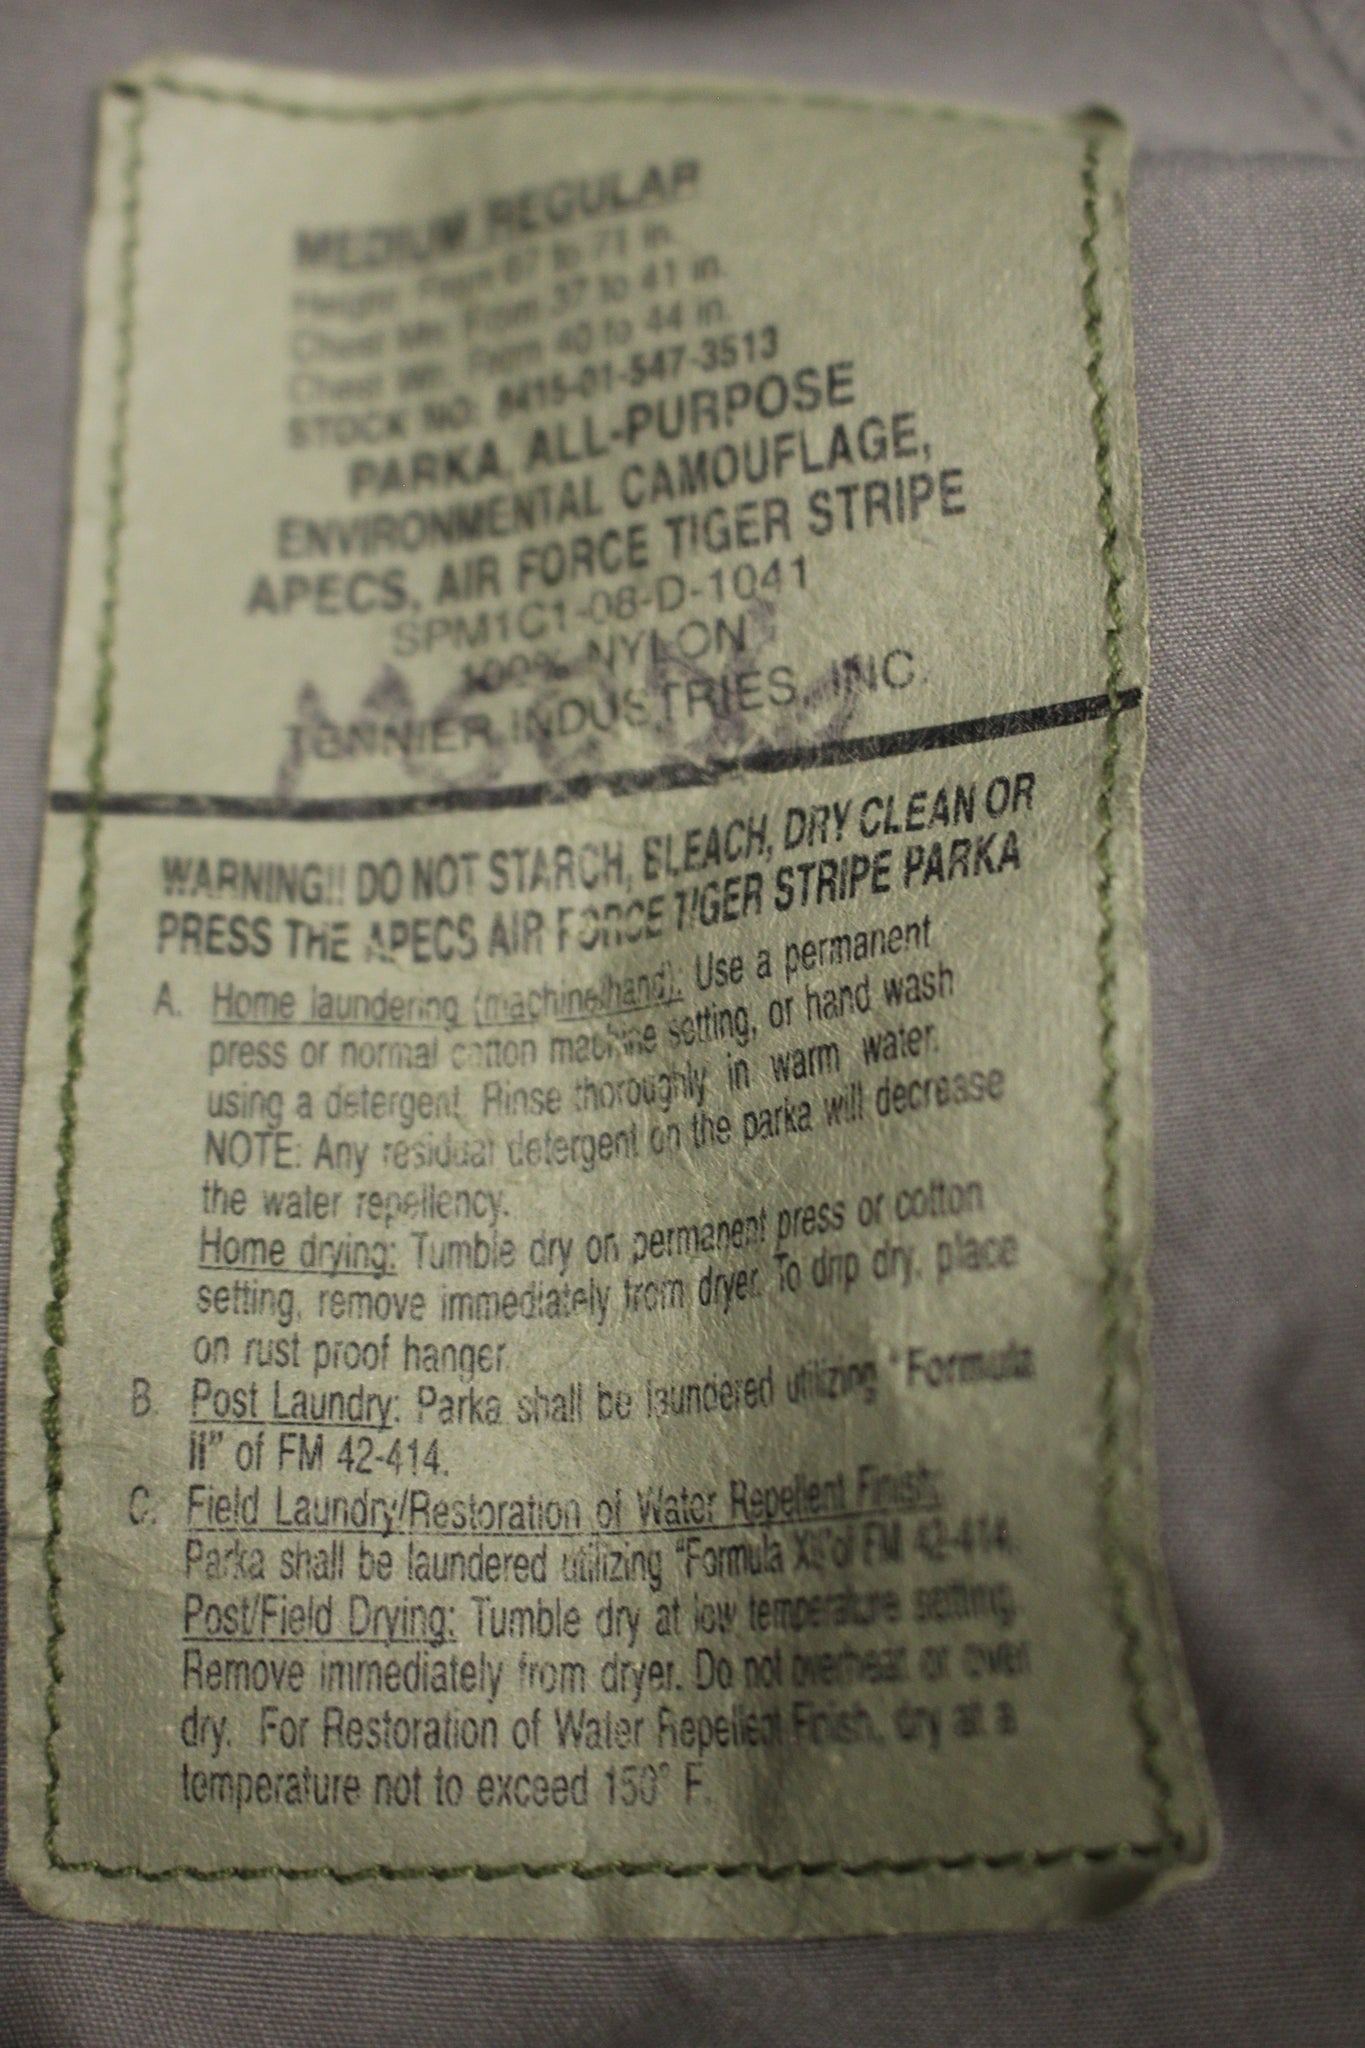 MEDIUM REGULAR
Height: From 67 to 71 in.
Chest Mn: From 37 to 41 in.
Chest Wn: From 40 to 44 in.
STOCK NO: 8415-01-547-3513
PARKA, ALL-PURPOSE
ENVIRONMENTAL CAMOUFLAGE,
APECS, AIR FORCE TIGER STRIPE
SPM1C1-08-D-1041
100% NYLON
TENNIER INDUSTRIES, INC.
WARNING!! DO NOT STARCH, BLEACH, DRY CLEAN OR
PRESS THE APECS AIR FORCE TIGER STRIPE PARKA
A. Home laundering (machine/hand): Use a permanent
press or normal cotton machine setting, or hand wash
using a detergent. Rinse thoroughly in warm water.
NOTE: Any residual detergent on the parka will decrease
the water repellency.
Home drying: Tumble dry on permanent press or cotton
setting, remove immediately from dryer. To drip dry, place
on rust proof hanger.
B. Post Laundry: Parka shall be laundered utilizing "Formula
II" of FM 42-414.
C. Field Laundry/Restoration of Water Repellent Finish:
Parka shall be laundered utilizing "Formula XI" of FM 42-414.
Post/Field Drying: Tumble dry at low temperature setting.
Remove immediately from dryer. Do not overheat or over
dry. For Restoration of Water Repellent Finish, dry at a
temperature not to exceed 150° F.